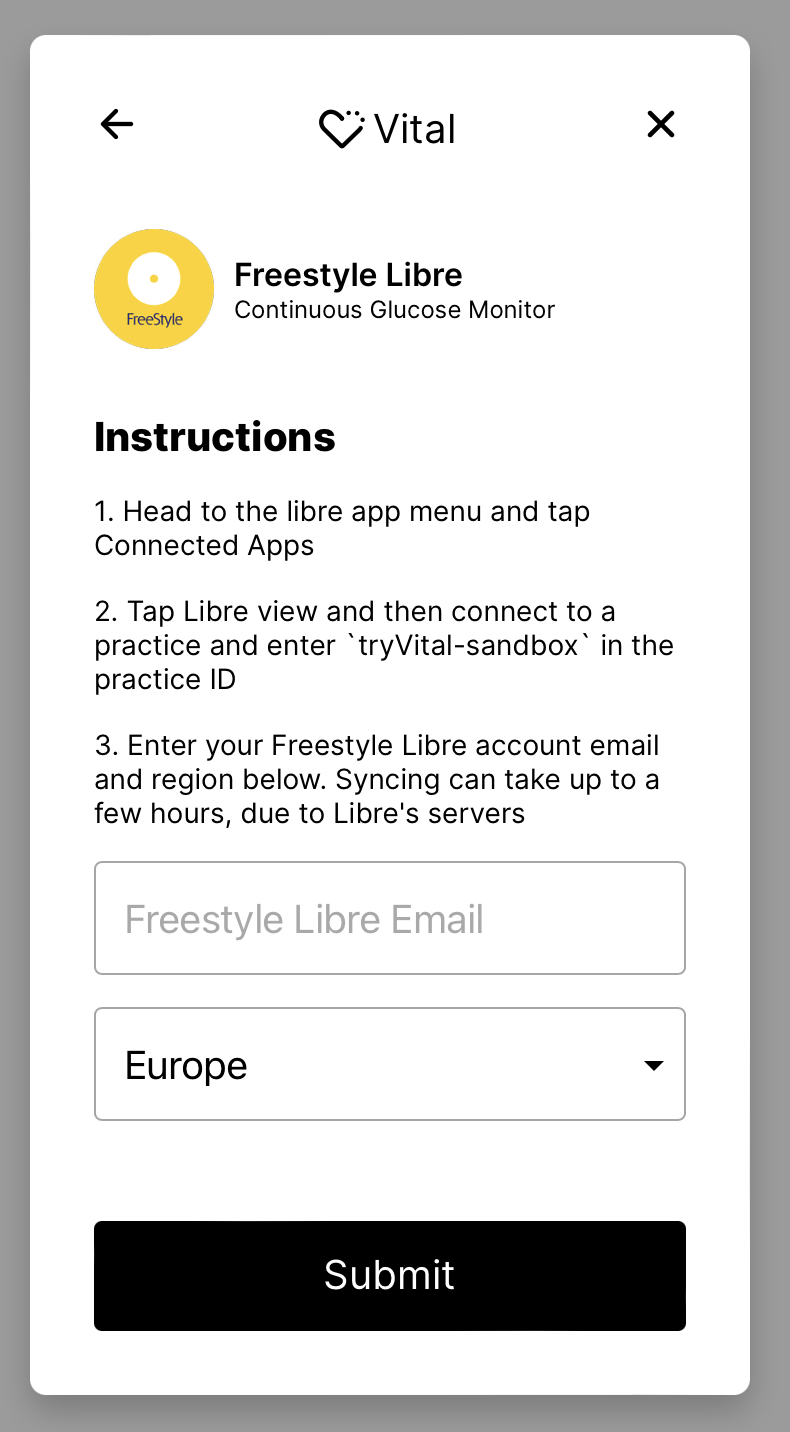 Vital
FreeStyle
Freestyle Libre
Continuous Glucose Monitor
Instructions
1. Head to the libre app menu and tap
Connected Apps
2. Tap Libre view and then connect to a
practice and enter `tryVital-sandbox` in the
practice ID
3. Enter your Freestyle Libre account email
and region below. Syncing can take up to a
few hours, due to Libre's servers
Freestyle Libre Email
Europe
Submit